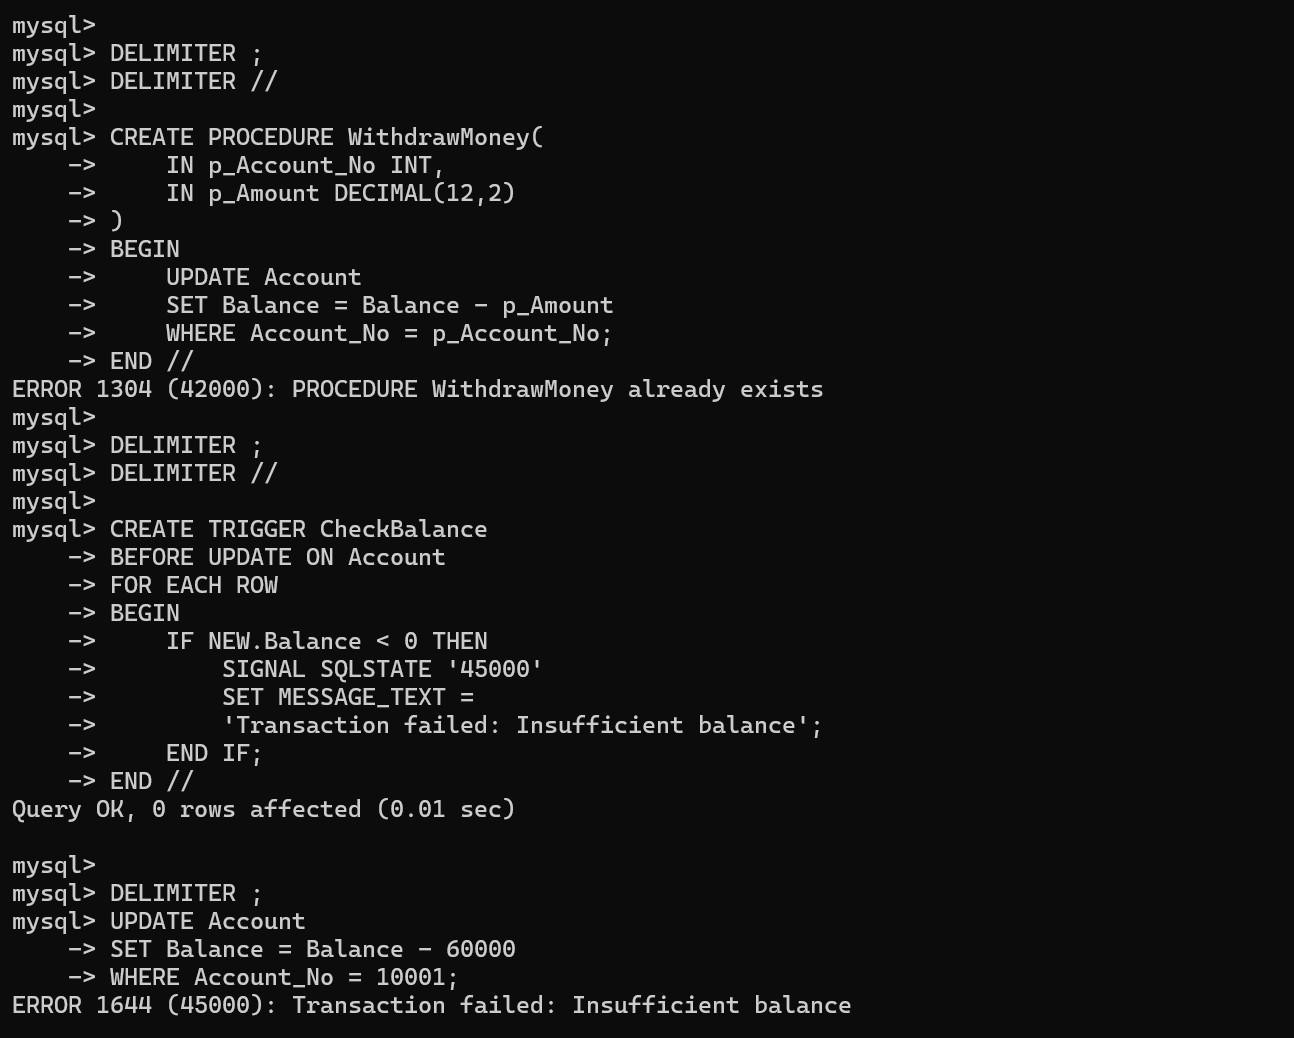 mysql>
mysql> DELIMITER ;
mysql> DELIMITER //
mysql>
mysql> CREATE PROCEDURE WithdrawMoney(
    ->     IN p_Account_No INT,
    ->     IN p_Amount DECIMAL(12,2)
    -> )
    -> BEGIN
    ->     UPDATE Account
    ->     SET Balance = Balance - p_Amount
    ->     WHERE Account_No = p_Account_No;
    -> END //
ERROR 1304 (42000): PROCEDURE WithdrawMoney already exists
mysql>
mysql> DELIMITER ;
mysql> DELIMITER //
mysql>
mysql> CREATE TRIGGER CheckBalance
    -> BEFORE UPDATE ON Account
    -> FOR EACH ROW
    -> BEGIN
    ->     IF NEW.Balance < 0 THEN
    ->         SIGNAL SQLSTATE '45000'
    ->         SET MESSAGE_TEXT =
    ->         'Transaction failed: Insufficient balance';
    ->     END IF;
    -> END //
Query OK, 0 rows affected (0.01 sec)

mysql>
mysql> DELIMITER ;
mysql> UPDATE Account
    -> SET Balance = Balance - 60000
    -> WHERE Account_No = 10001;
ERROR 1644 (45000): Transaction failed: Insufficient balance